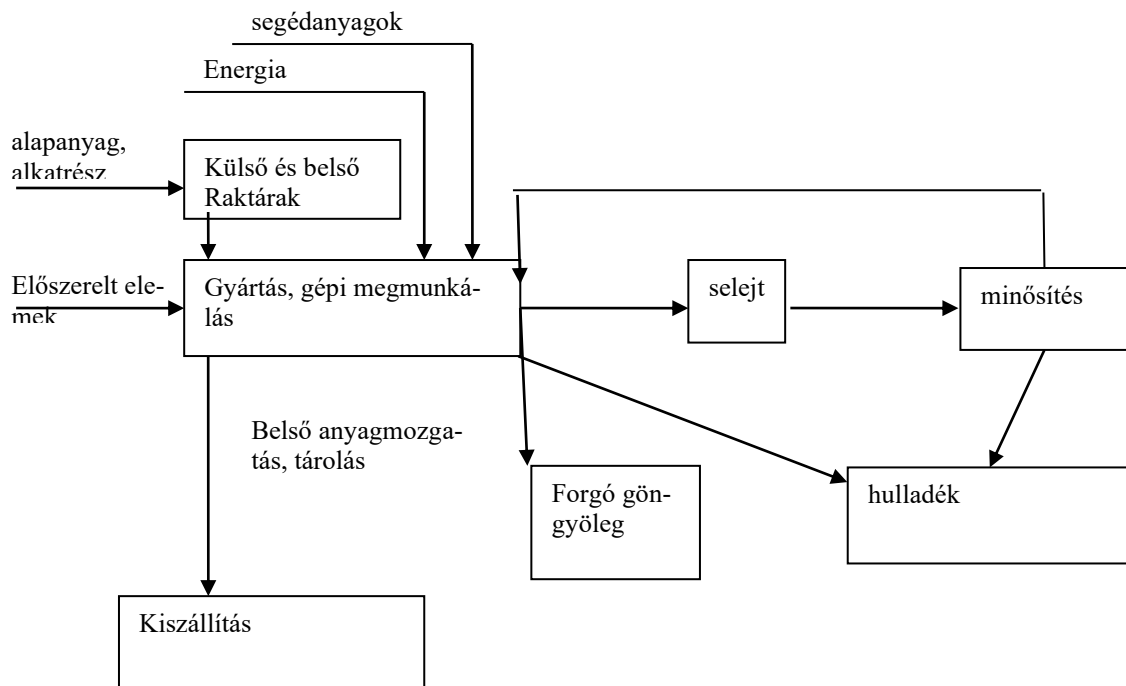 segédanyagok
Energia
alapanyag,
alkatrész
Külső és belső
Raktárak
Előszerelt ele-
mek
Gyártás, gépi megmunká-
lás
selejt
minősítés
Belső anyagmozga-
tás, tárolás
Forgó gön-
gyöleg
hulladék
Kiszállítás